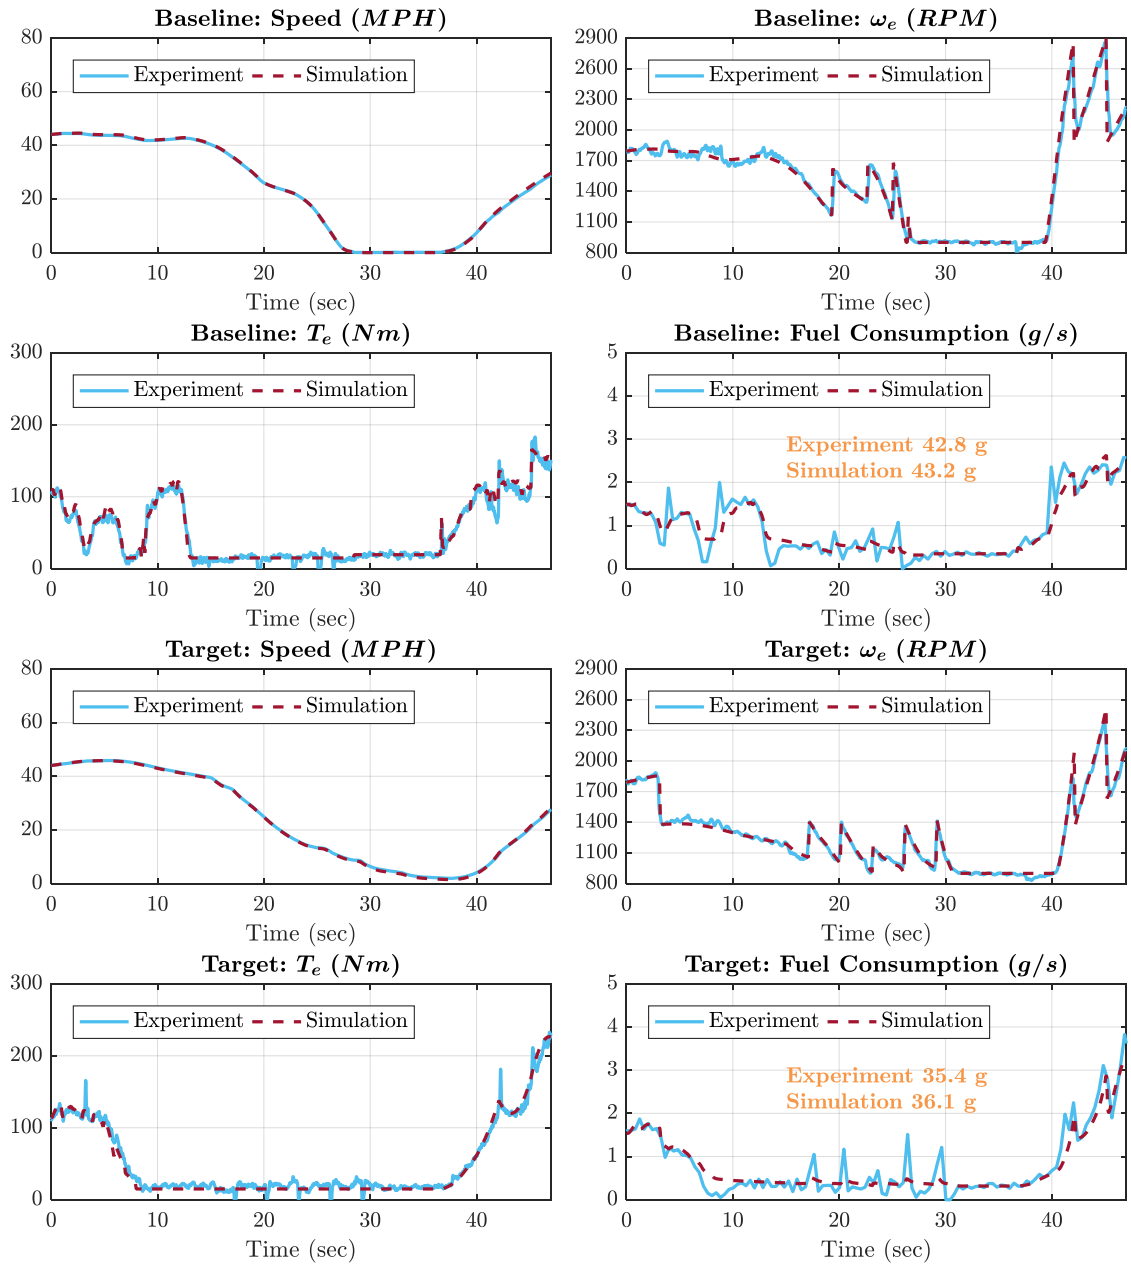 Baseline: Speed (MPH)
80
60
40
20
0
Experiment
Simulation
0 10 20 30 40
Time (sec)
Baseline: ωe (RPM)
2900
2600
2300
2000
1700
1400
1100
800
Experiment
Simulation
0 10 20 30 40
Time (sec)
Baseline: Te (Nm)
300
200
100
0
Experiment
Simulation
0 10 20 30 40
Time (sec)
Baseline: Fuel Consumption (g/s)
5
4
3
2
1
0
Experiment
Simulation
Experiment 42.8 g
Simulation 43.2 g
0 10 20 30 40
Time (sec)
Target: Speed (MPH)
80
60
40
20
0
Experiment
Simulation
0 10 20 30 40
Time (sec)
Target: ωe (RPM)
2900
2600
2300
2000
1700
1400
1100
800
Experiment
Simulation
0 10 20 30 40
Time (sec)
Target: Te (Nm)
300
200
100
0
Experiment
Simulation
0 10 20 30 40
Time (sec)
Target: Fuel Consumption (g/s)
5
4
3
2
1
0
Experiment
Simulation
Experiment 35.4 g
Simulation 36.1 g
0 10 20 30 40
Time (sec)